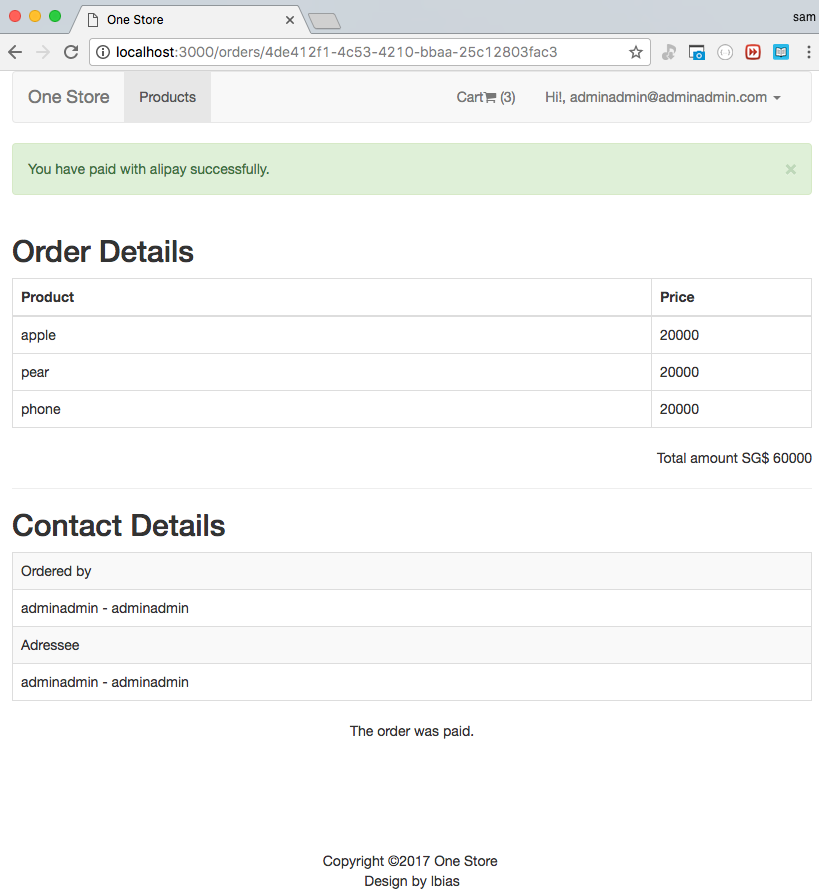 One Store
sam
localhost:3000/orders/4de412f1-4c53-4210-bbaa-25c12803fac3
One Store Products Cart (3) Hi!, adminadmin@adminadmin.com
You have paid with alipay successfully. ×
Order Details
Product Price
apple 20000
pear 20000
phone 20000
Total amount SG$ 60000
Contact Details
Ordered by
adminadmin - adminadmin
Adressee
adminadmin - adminadmin
The order was paid.
Copyright ©2017 One Store
Design by lbias